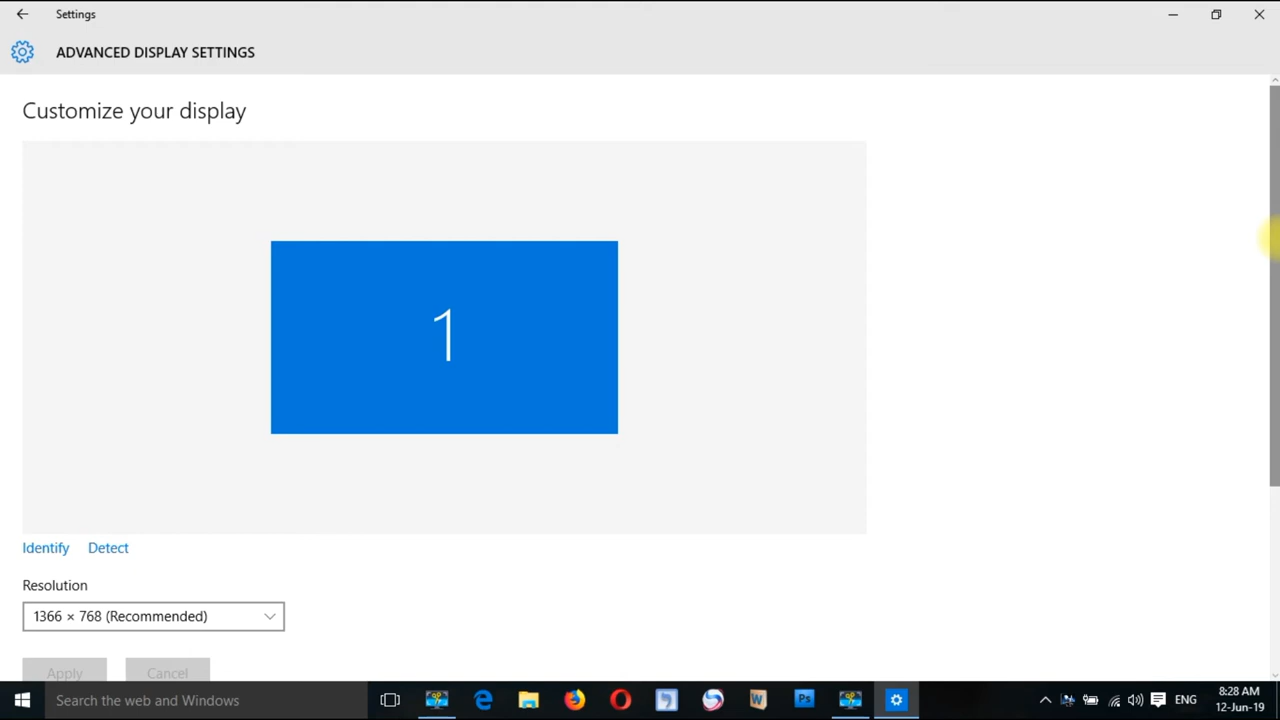 Settings
ADVANCED DISPLAY SETTINGS
Customize your display
1
Identify Detect
Resolution
1366 × 768 (Recommended)
Apply Cancel
Search the web and Windows
W
Ps
ENG
8:28 AM
12-Jun-19